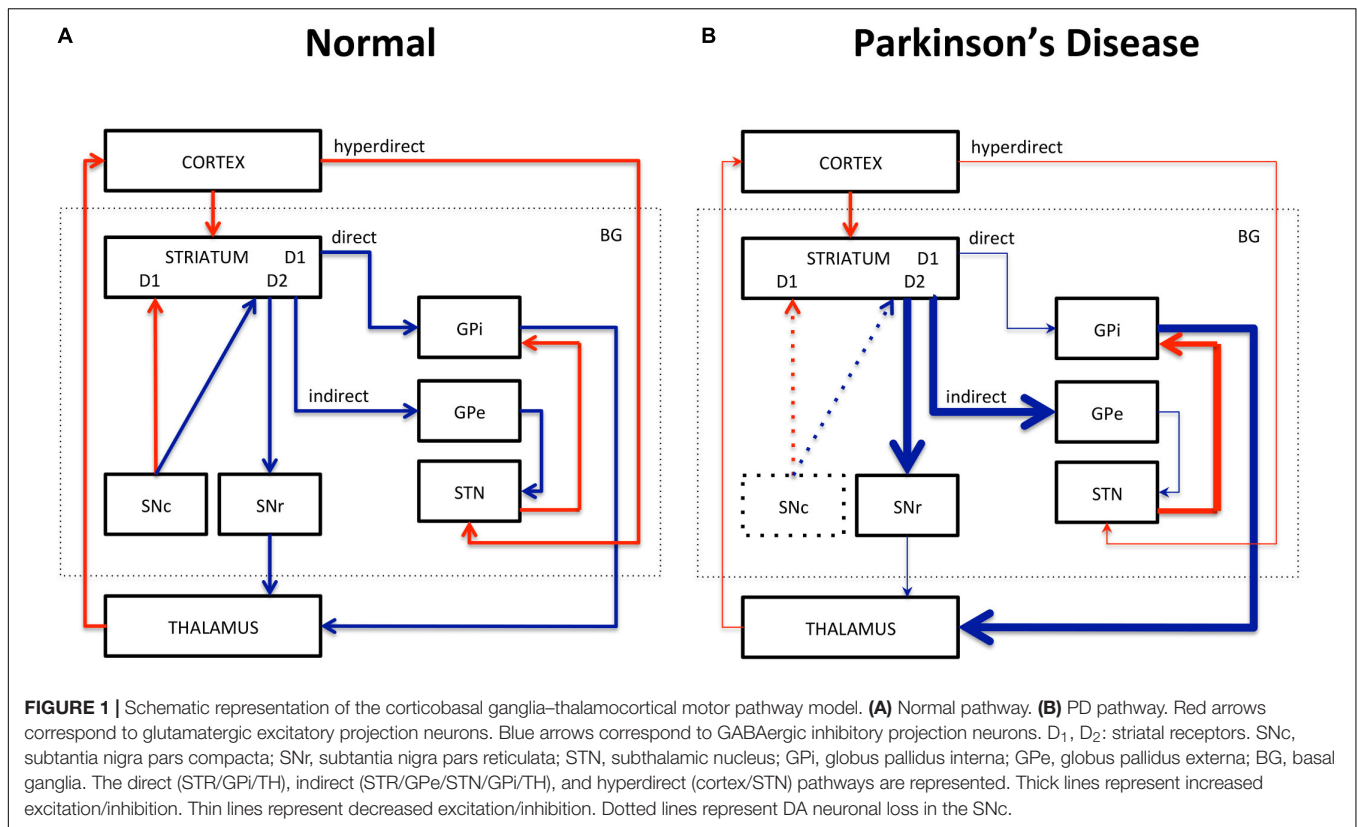 A
Normal
CORTEX
hyperdirect
BG
direct
STRIATUM
D1
D1
D2
GPi
indirect
GPe
SNc
SNr
STN
THALAMUS
B
Parkinson's Disease
CORTEX
hyperdirect
BG
direct
STRIATUM
D1
D1
D2
GPi
indirect
GPe
SNc
SNr
STN
THALAMUS
FIGURE 1 | Schematic representation of the corticobasal ganglia–thalamocortical motor pathway model. (A) Normal pathway. (B) PD pathway. Red arrows
correspond to glutamatergic excitatory projection neurons. Blue arrows correspond to GABAergic inhibitory projection neurons. D₁, D₂: striatal receptors. SNc,
subtantia nigra pars compacta; SNr, subtantia nigra pars reticulata; STN, subthalamic nucleus; GPi, globus pallidus interna; GPe, globus pallidus externa; BG, basal
ganglia. The direct (STR/GPi/TH), indirect (STR/GPe/STN/GPi/TH), and hyperdirect (cortex/STN) pathways are represented. Thick lines represent increased
excitation/inhibition. Thin lines represent decreased excitation/inhibition. Dotted lines represent DA neuronal loss in the SNc.